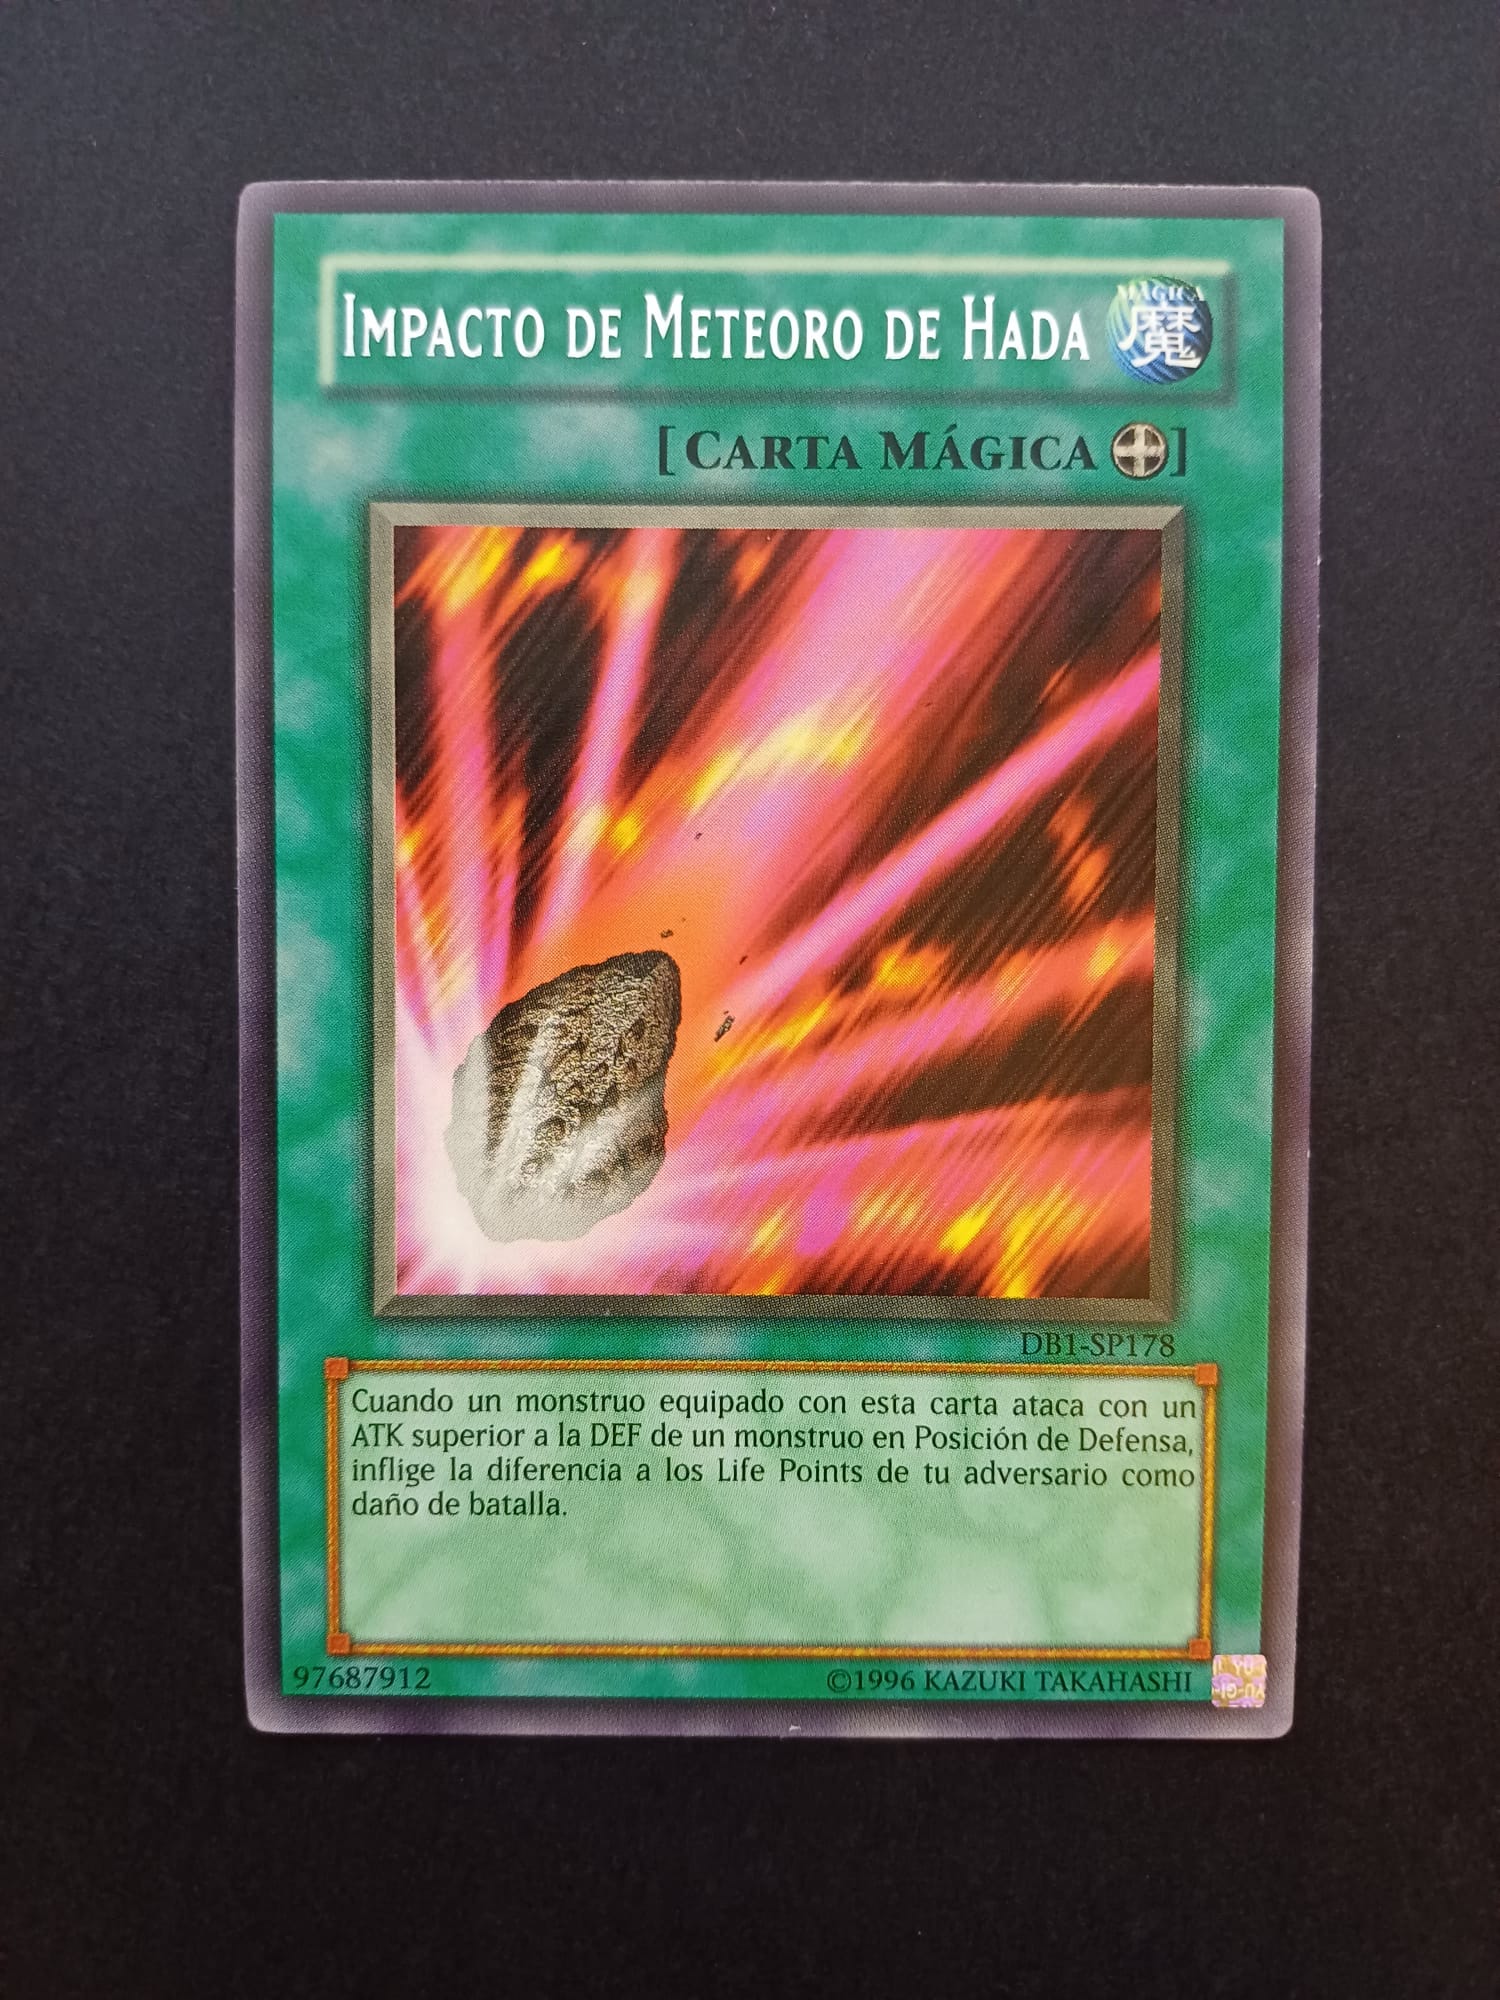 IMPACTO DE METEORO DE HADA
MÁGICA
魔
[CARTA MÁGICA]
DB1-SP178
Cuando un monstruo equipado con esta carta ataca con un
ATK superior a la DEF de un monstruo en Posición de Defensa,
inflige la diferencia a los Life Points de tu adversario como
daño de batalla.
97687912
©1996 KAZUKI TAKAHASHI